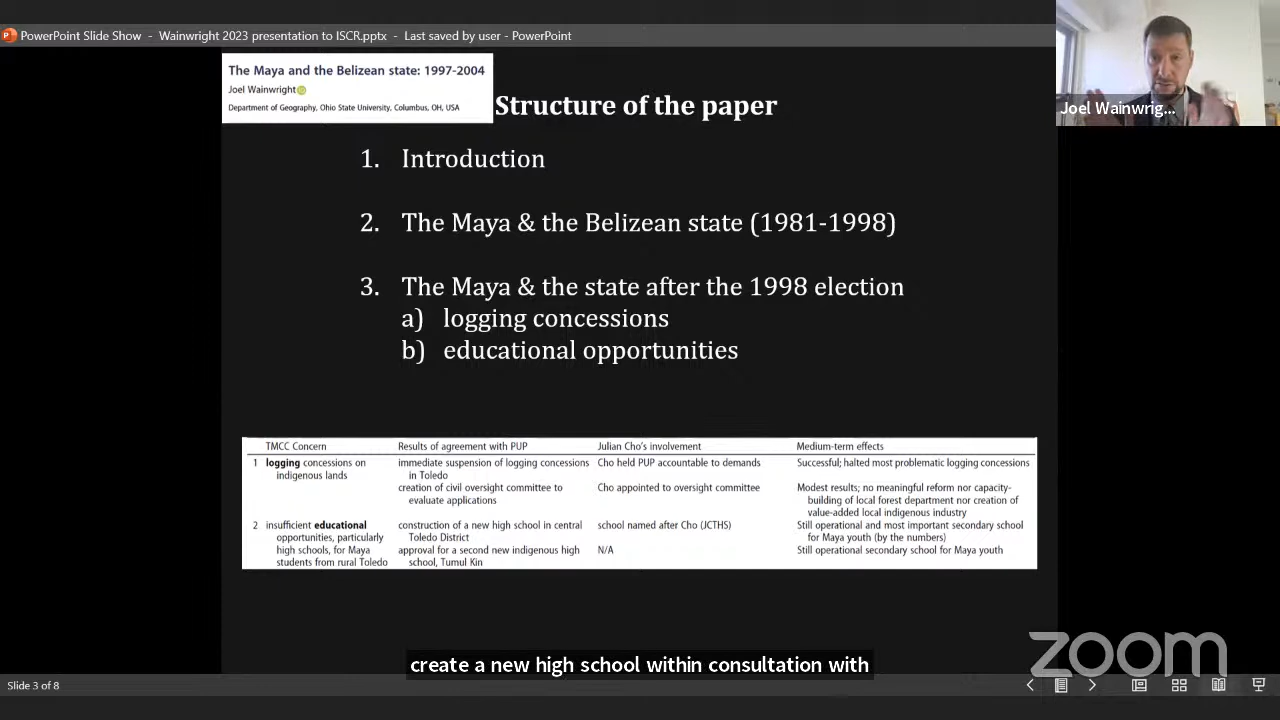 PowerPoint Slide Show - Wainwright 2023 presentation to ISCR.pptx - Last saved by user - PowerPoint
The Maya and the Belizean state: 1997-2004
Joel Wainwright
Department of Geography, Ohio State University, Columbus, OH, USA
Structure of the paper
Joel Wainwrig...
1. Introduction
2. The Maya & the Belizean state (1981-1998)
3. The Maya & the state after the 1998 election
a) logging concessions
b) educational opportunities
TMCC Concern Results of agreement with PUP Julian Cho's involvement Medium-term effects
1 logging concessions on immediate suspension of logging concessions Cho held PUP accountable to demands Successful; halted most problematic logging concessions
indigenous lands in Toledo
creation of civil oversight committee to Cho appointed to oversight committee Modest results; no meaningful reform nor capacity-
evaluate applications building of local forest department nor creation of
value-added local indigenous industry
2 insufficient educational construction of a new high school in central school named after Cho (JCTHS) Still operational and most important secondary school
opportunities, particularly Toledo District for Maya youth (by the numbers)
high schools, for Maya approval for a second new indigenous high N/A Still operational secondary school for Maya youth
students from rural Toledo school, Tumul Kin
create a new high school within consultation with
zoom
Slide 3 of 8